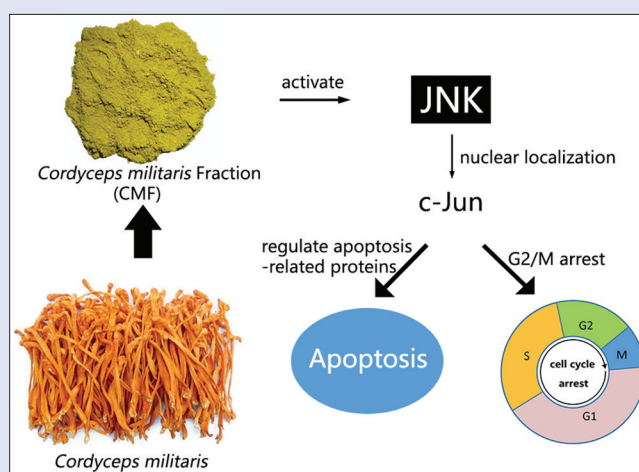 activate
JNK
Cordyceps militaris Fraction
(CMF)
nuclear localization
c-Jun
regulate apoptosis
-related proteins
G2/M arrest
Apoptosis
G2
S
M
cell cycle
arrest
G1
Cordyceps militaris